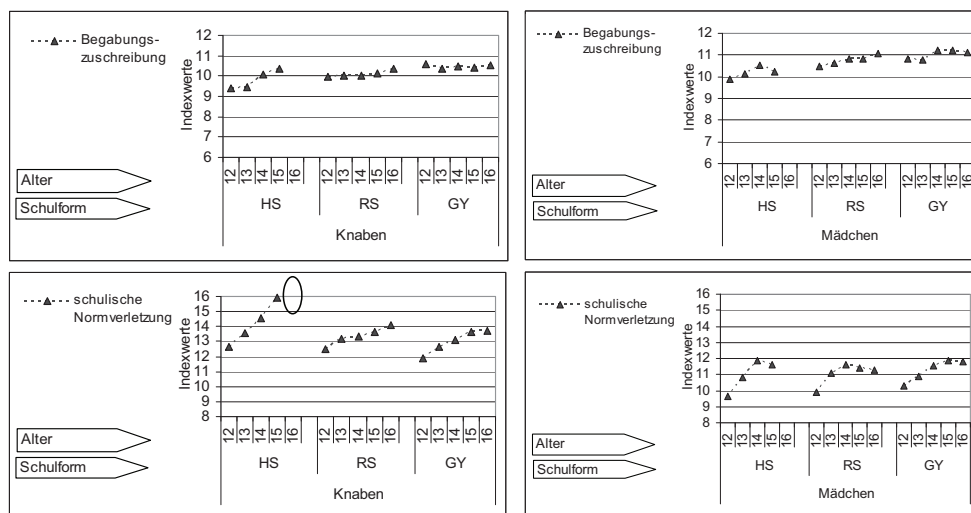 Begabungs-
zuschreibung
Indexwerte
12
11
10
9
8
7
6
12 13 14 15 16 12 13 14 15 16 12 13 14 15 16
HS RS GY
Knaben
Alter
Schulform
Begabungs-
zuschreibung
Indexwerte
12
11
10
9
8
7
6
12 13 14 15 16 12 13 14 15 16 12 13 14 15 16
HS RS GY
Mädchen
Alter
Schulform
schulische
Normverletzung
Indexwerte
16
15
14
13
12
11
10
9
8
12 13 14 15 16 12 13 14 15 16 12 13 14 15 16
HS RS GY
Knaben
Alter
Schulform
schulische
Normverletzung
Indexwerte
16
15
14
13
12
11
10
9
8
12 13 14 15 16 12 13 14 15 16 12 13 14 15 16
HS RS GY
Mädchen
Alter
Schulform